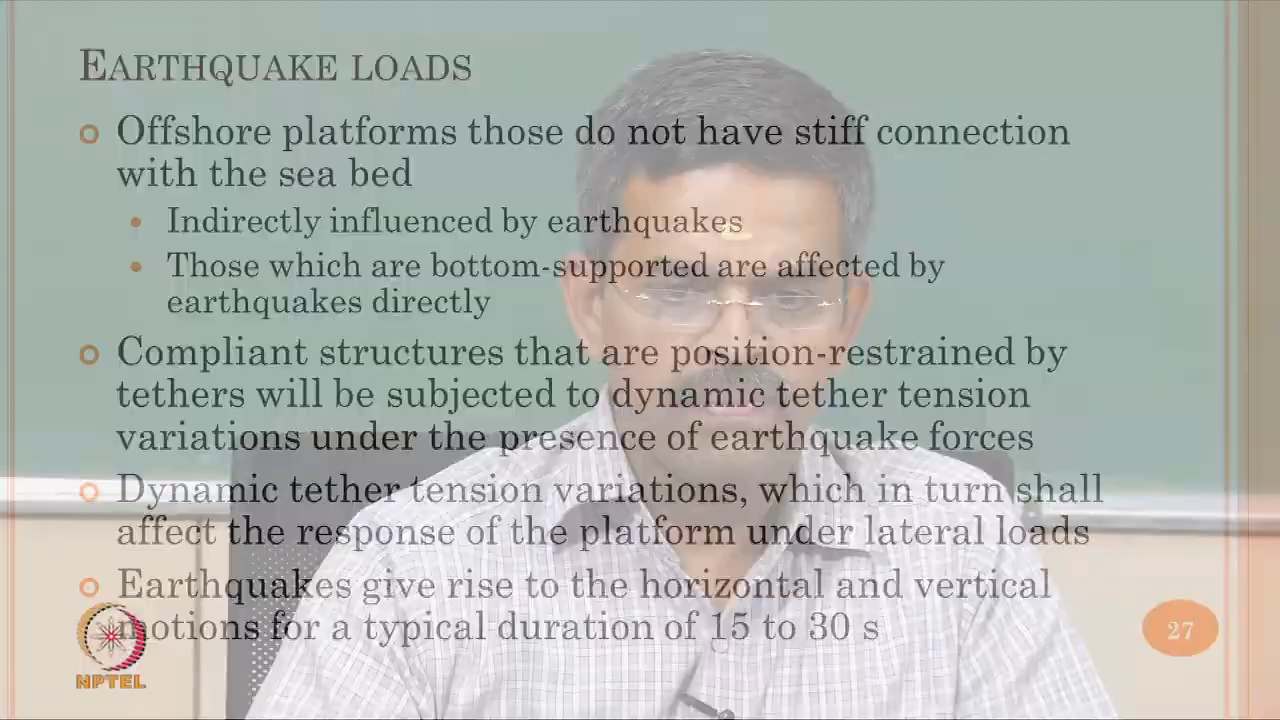 EARTHQUAKE LOADS
Offshore platforms those do not have stiff connection
with the sea bed
Indirectly influenced by earthquakes
Those which are bottom-supported are affected by
earthquakes directly
Compliant structures that are position-restrained by
tethers will be subjected to dynamic tether tension
variations under the presence of earthquake forces
Dynamic tether tension variations, which in turn shall
affect the response of the platform under lateral loads
Earthquakes give rise to the horizontal and vertical
motions for a typical duration of 15 to 30 s
27
NPTEL